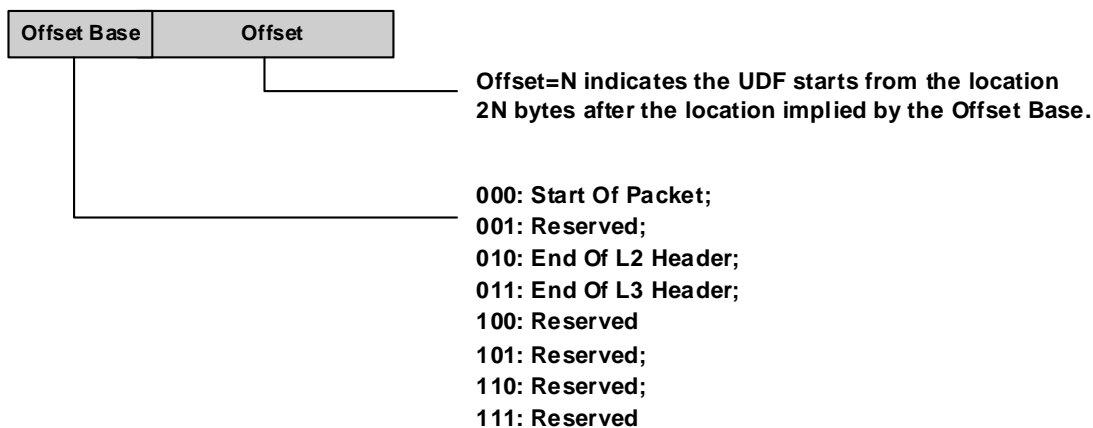 Offset Base Offset
Offset=N indicates the UDF starts from the location
2N bytes after the location implied by the Offset Base.
000: Start Of Packet;
001: Reserved;
010: End Of L2 Header;
011: End Of L3 Header;
100: Reserved
101: Reserved;
110: Reserved;
111: Reserved